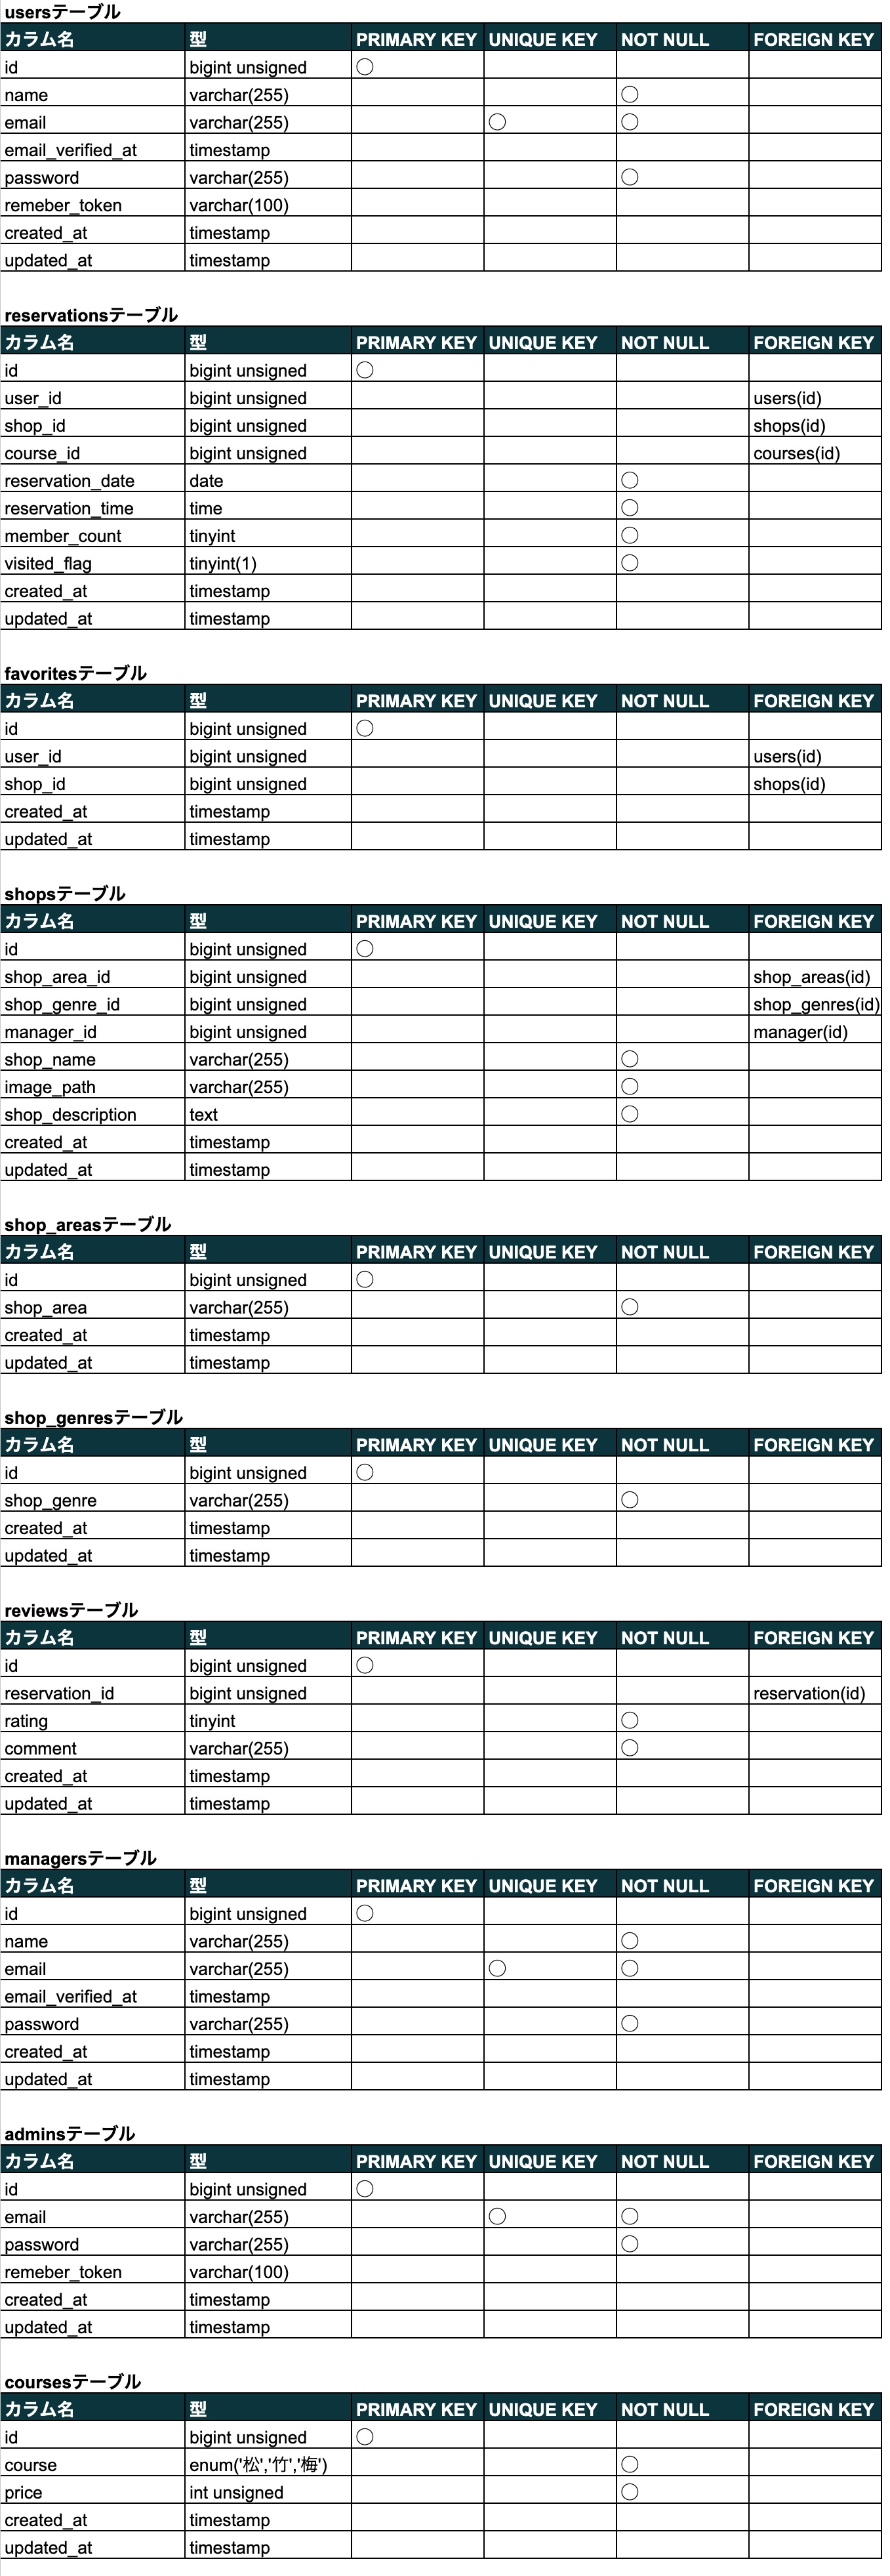 usersテーブル
カラム名 型 PRIMARY KEY UNIQUE KEY NOT NULL FOREIGN KEY
id bigint unsigned ○
name varchar(255) ○
email varchar(255) ○ ○
email_verified_at timestamp
password varchar(255) ○
remeber_token varchar(100)
created_at timestamp
updated_at timestamp
reservationsテーブル
カラム名 型 PRIMARY KEY UNIQUE KEY NOT NULL FOREIGN KEY
id bigint unsigned ○
user_id bigint unsigned users(id)
shop_id bigint unsigned shops(id)
course_id bigint unsigned courses(id)
reservation_date date ○
reservation_time time ○
member_count tinyint ○
visited_flag tinyint(1) ○
created_at timestamp
updated_at timestamp
favoritesテーブル
カラム名 型 PRIMARY KEY UNIQUE KEY NOT NULL FOREIGN KEY
id bigint unsigned ○
user_id bigint unsigned users(id)
shop_id bigint unsigned shops(id)
created_at timestamp
updated_at timestamp
shopsテーブル
カラム名 型 PRIMARY KEY UNIQUE KEY NOT NULL FOREIGN KEY
id bigint unsigned ○
shop_area_id bigint unsigned shop_areas(id)
shop_genre_id bigint unsigned shop_genres(id)
manager_id bigint unsigned manager(id)
shop_name varchar(255) ○
image_path varchar(255) ○
shop_description text ○
created_at timestamp
updated_at timestamp
shop_areasテーブル
カラム名 型 PRIMARY KEY UNIQUE KEY NOT NULL FOREIGN KEY
id bigint unsigned ○
shop_area varchar(255) ○
created_at timestamp
updated_at timestamp
shop_genresテーブル
カラム名 型 PRIMARY KEY UNIQUE KEY NOT NULL FOREIGN KEY
id bigint unsigned ○
shop_genre varchar(255) ○
created_at timestamp
updated_at timestamp
reviewsテーブル
カラム名 型 PRIMARY KEY UNIQUE KEY NOT NULL FOREIGN KEY
id bigint unsigned ○
reservation_id bigint unsigned reservation(id)
rating tinyint ○
comment varchar(255) ○
created_at timestamp
updated_at timestamp
managersテーブル
カラム名 型 PRIMARY KEY UNIQUE KEY NOT NULL FOREIGN KEY
id bigint unsigned ○
name varchar(255) ○
email varchar(255) ○ ○
email_verified_at timestamp
password varchar(255) ○
created_at timestamp
updated_at timestamp
adminsテーブル
カラム名 型 PRIMARY KEY UNIQUE KEY NOT NULL FOREIGN KEY
id bigint unsigned ○
email varchar(255) ○ ○
password varchar(255) ○
remeber_token varchar(100)
created_at timestamp
updated_at timestamp
coursesテーブル
カラム名 型 PRIMARY KEY UNIQUE KEY NOT NULL FOREIGN KEY
id bigint unsigned ○
course enum('松','竹','梅') ○
price int unsigned ○
created_at timestamp
updated_at timestamp